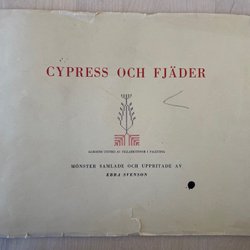 CYPRESS OCH FJÄDER
MÖNSTER SAMLADE OCH UPPRITADE AV
EBBA SVENSON